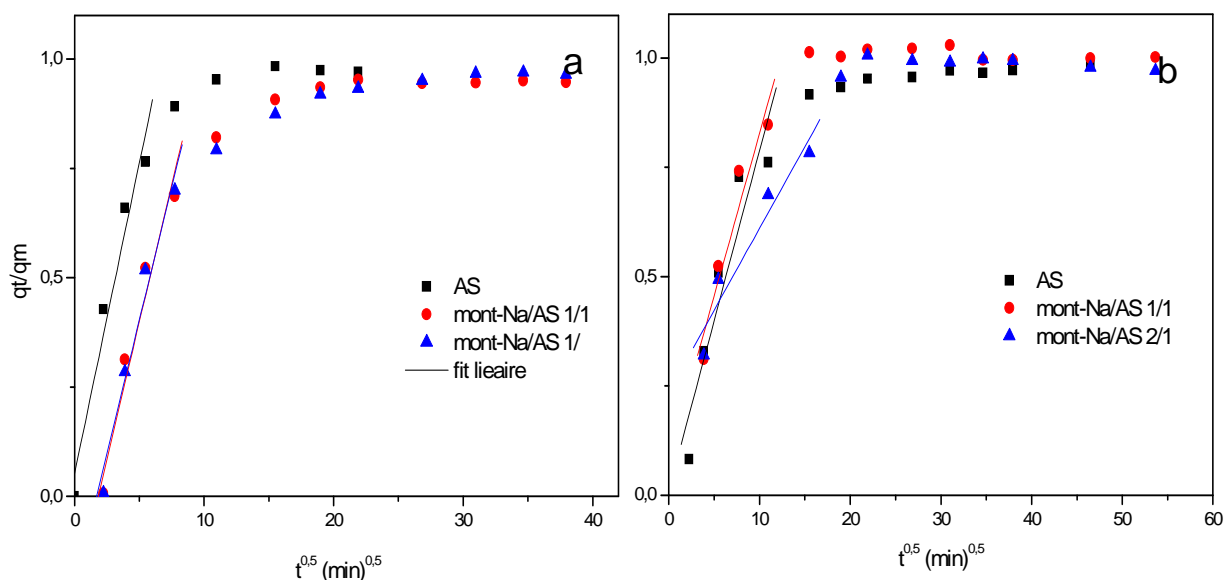 a
1,0
0,5
0,0
qt/qm
AS
mont-Na/AS 1/1
mont-Na/AS 1/
fit lieaire
0 10 20 30 40
t^0,5 (min)^0,5
b
1,0
0,5
0,0
AS
mont-Na/AS 1/1
mont-Na/AS 2/1
0 10 20 30 40 50 60
t^0,5 (min)^0,5